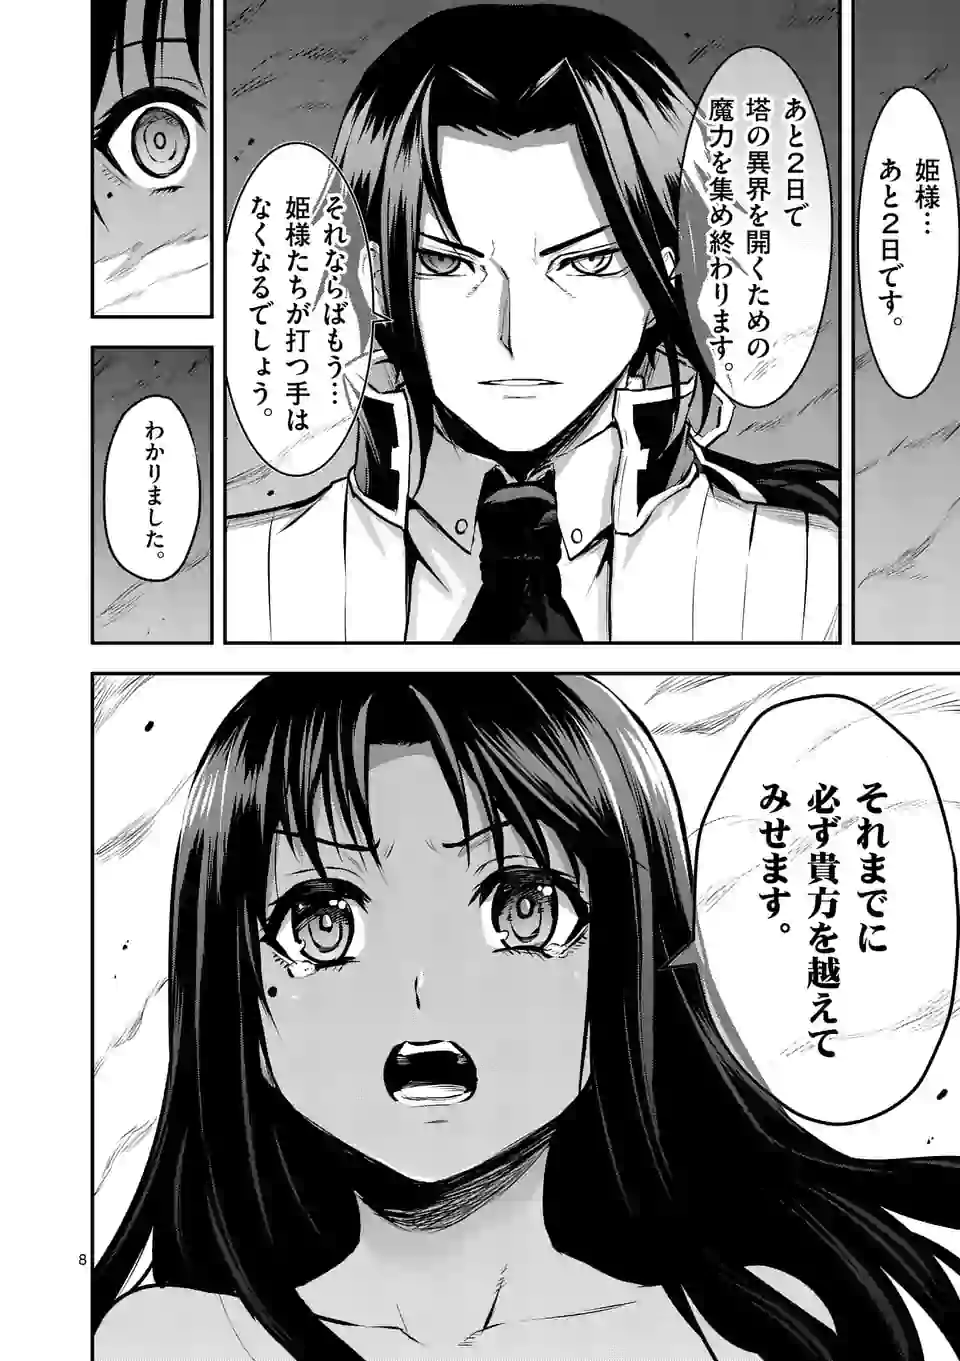 姫様…
あと2日です。
あと2日で
塔の異界を開くための
魔力を集め終わります。
それならばもう…
姫様たちが打つ手は
なくなるでしょう。
わかりました。
それまでに
必ず貴方を越えて
みせます。
8